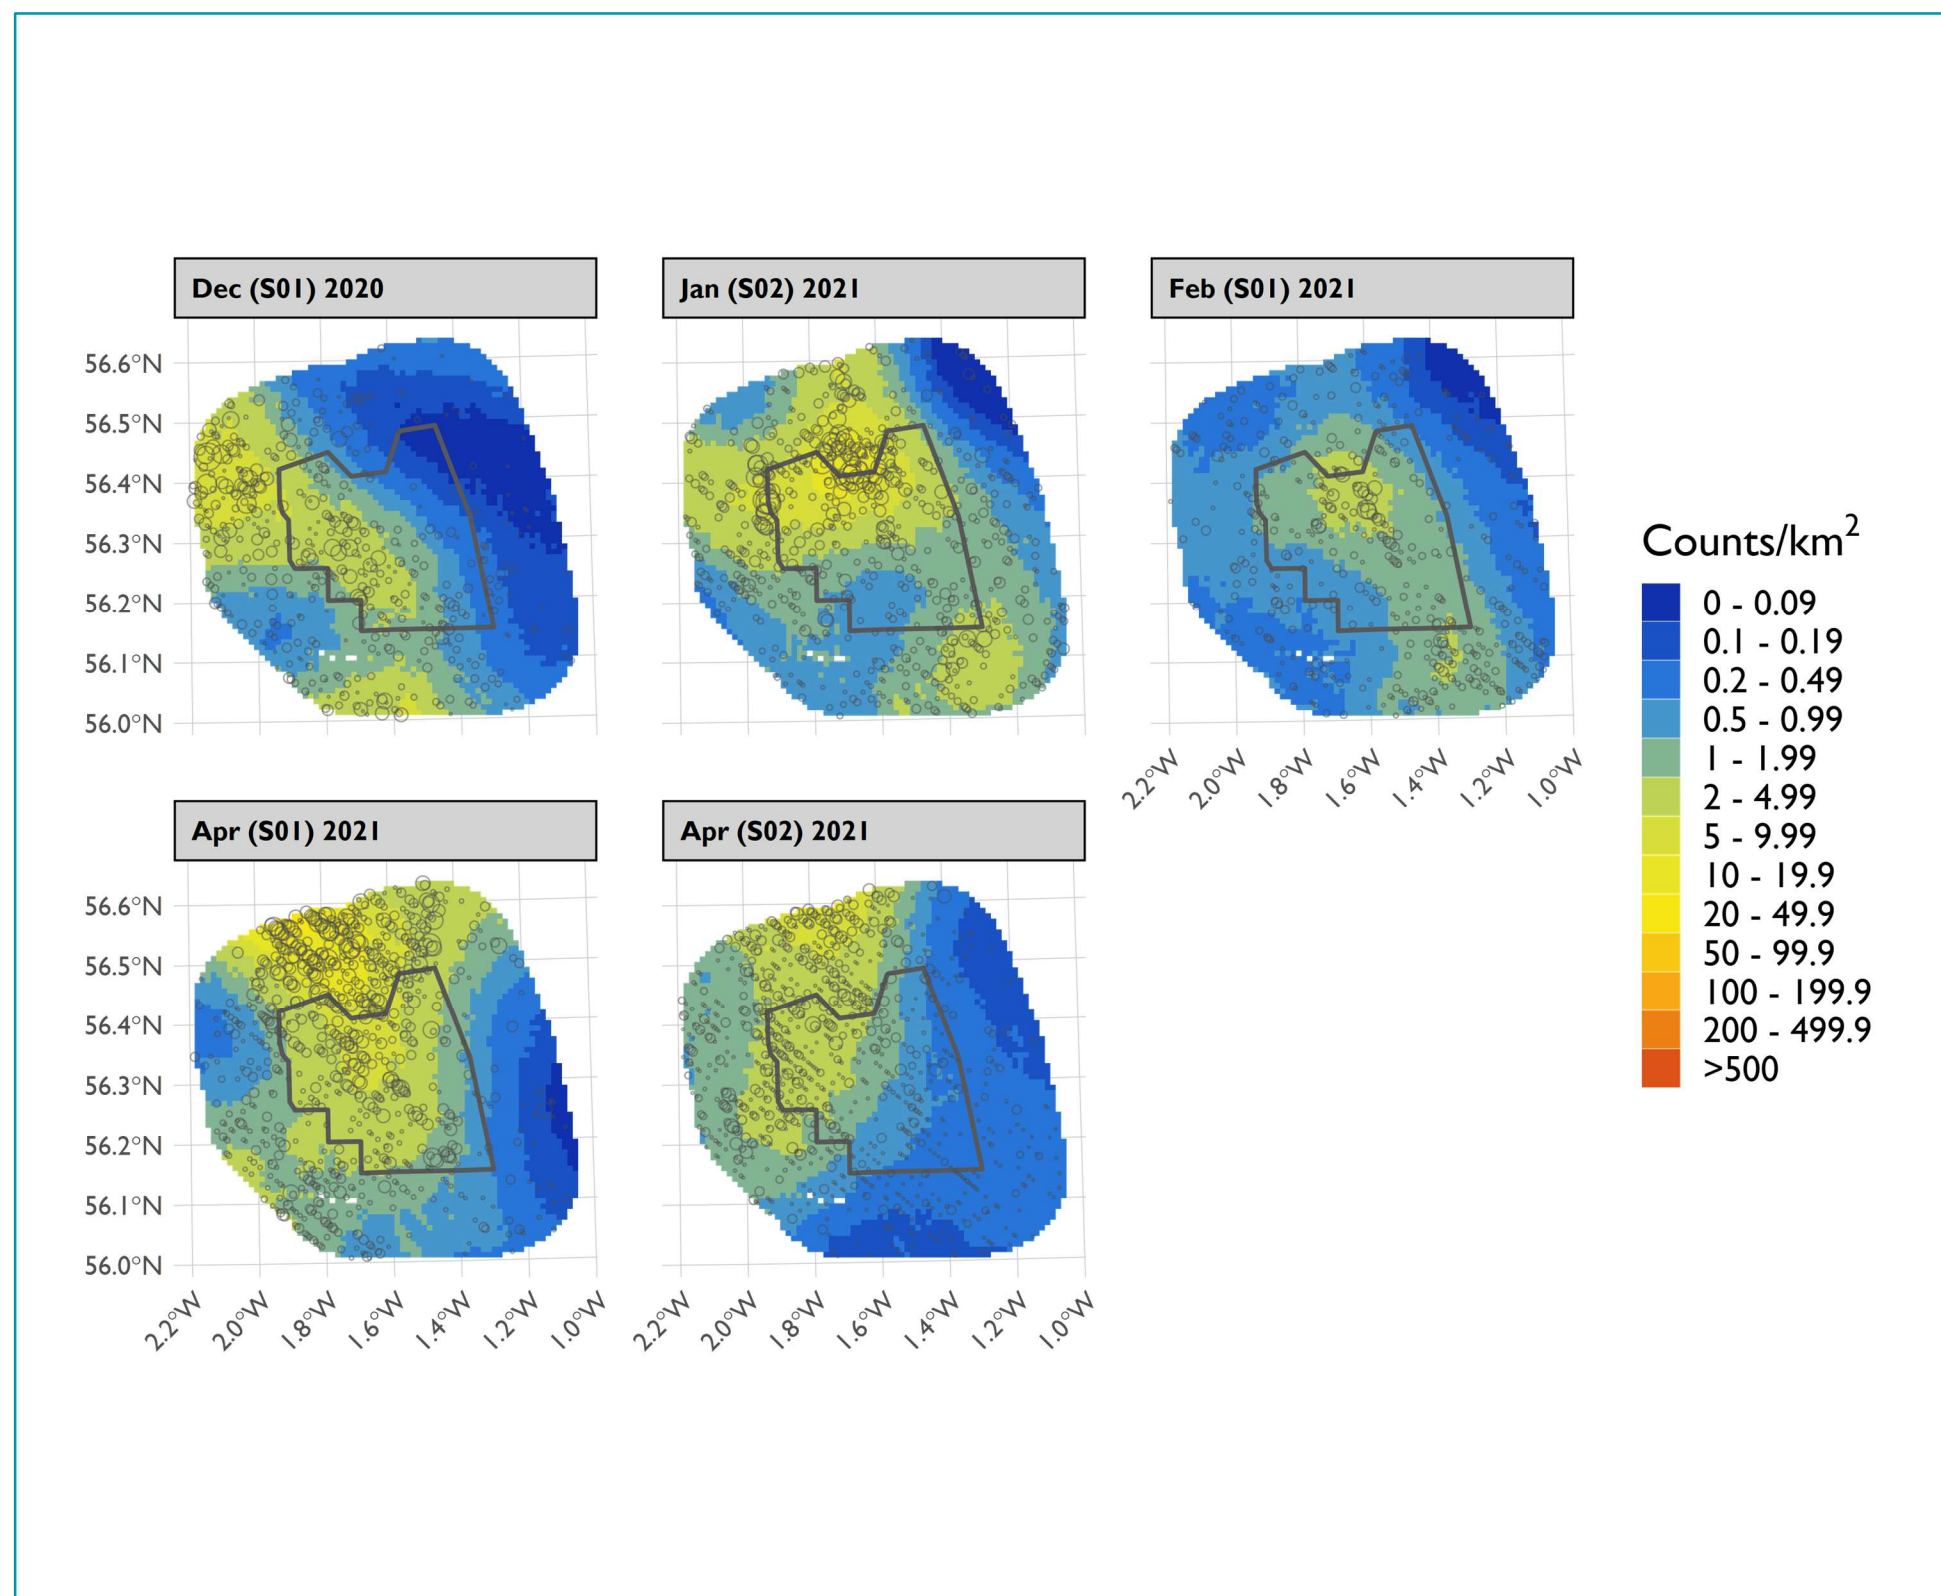 Dec (S01) 2020
Jan (S02) 2021
Feb (S01) 2021
56.6°N
56.5°N
56.4°N
56.3°N
56.2°N
56.1°N
56.0°N
2.2°W 2.0°W 1.8°W 1.6°W 1.4°W 1.2°W 1.0°W
Counts/km²
0 - 0.09
0.1 - 0.19
0.2 - 0.49
0.5 - 0.99
1 - 1.99
2 - 4.99
5 - 9.99
10 - 19.9
20 - 49.9
50 - 99.9
100 - 199.9
200 - 499.9
>500
Apr (S01) 2021
Apr (S02) 2021
56.6°N
56.5°N
56.4°N
56.3°N
56.2°N
56.1°N
56.0°N
2.2°W 2.0°W 1.8°W 1.6°W 1.4°W 1.2°W 1.0°W
2.2°W 2.0°W 1.8°W 1.6°W 1.4°W 1.2°W 1.0°W